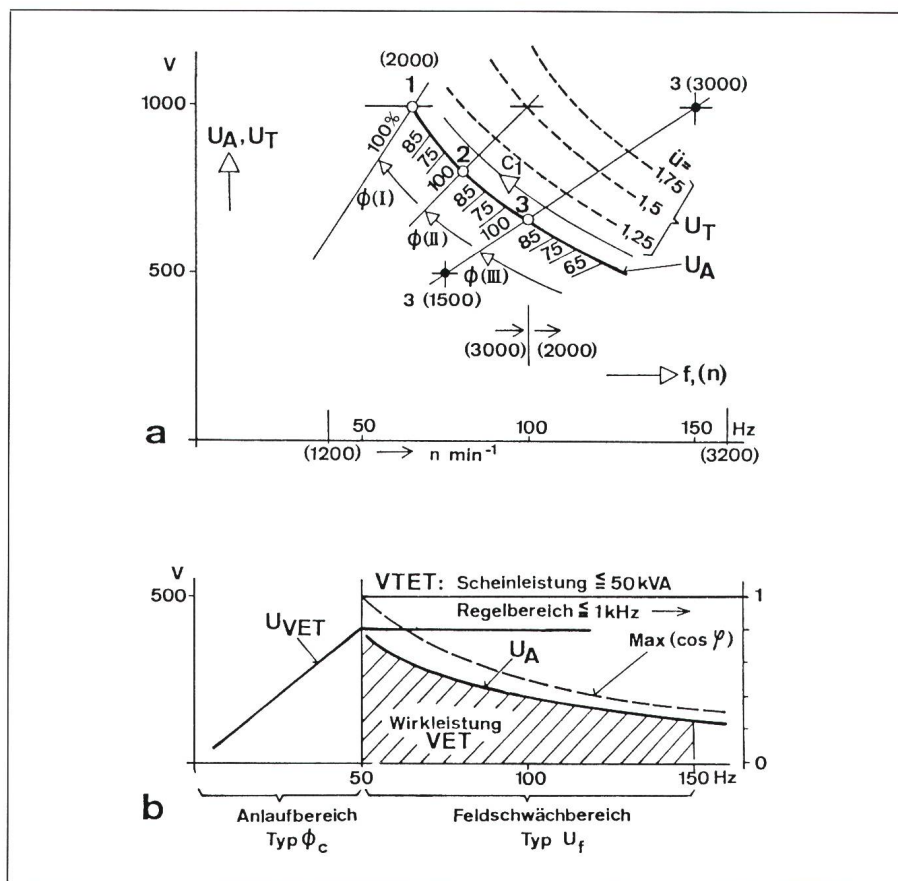 V
(2000)
3 (3000)
1
1000
U_A, U_T
100%
85
75
2
100
C
ü=
1,75
1,5
1,25
U_T
ϕ(I)
85
75
3
100
ϕ(II)
85
75
65
U_A
500
ϕ(III)
3 (1500)
(3000)
(2000)
f,(n)
a
50
100
150
Hz
(1200)
n min⁻¹
(3200)
V
500
VTET: Scheinleistung ≦ 50 kVA
1
Regelbereich ≦ 1 kHz
U_VET
U_A
Max (cos φ)
Wirkleistung
VET
0
50
100
150 Hz
b
Anlaufbereich
Typ ϕ_c
Feldschwächbereich
Typ U_f